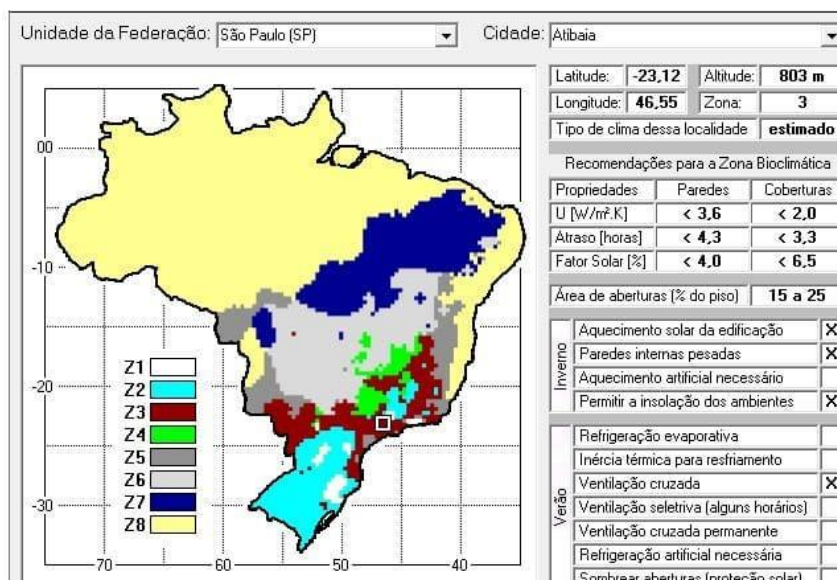 Unidade da Federação: São Paulo (SP) Cidade: Atibaia
Latitude: -23,12 Altitude: 803 m
Longitude: 46,55 Zona: 3
Tipo de clima dessa localidade estimado
Recomendações para a Zona Bioclimática
Propriedades Paredes Coberturas
U [W/m².K] < 3,6 < 2,0
Atraso [horas] < 4,3 < 3,3
Fator Solar [%] < 4,0 < 6,5
Área de aberturas (% do piso) 15 a 25
Inverno
Aquecimento solar da edificação X
Paredes internas pesadas X
Aquecimento artificial necessário
Permitir a insolação dos ambientes X
Verão
Refrigeração evaporativa
Inércia térmica para resfriamento
Ventilação cruzada X
Ventilação seletriva (alguns horários)
Ventilação cruzada permanente
Refrigeração artificial necessária
Sombrear aberturas (proteção solar)
00
-10
-20
-30
Z1
Z2
Z3
Z4
Z5
Z6
Z7
Z8
70 60 50 40